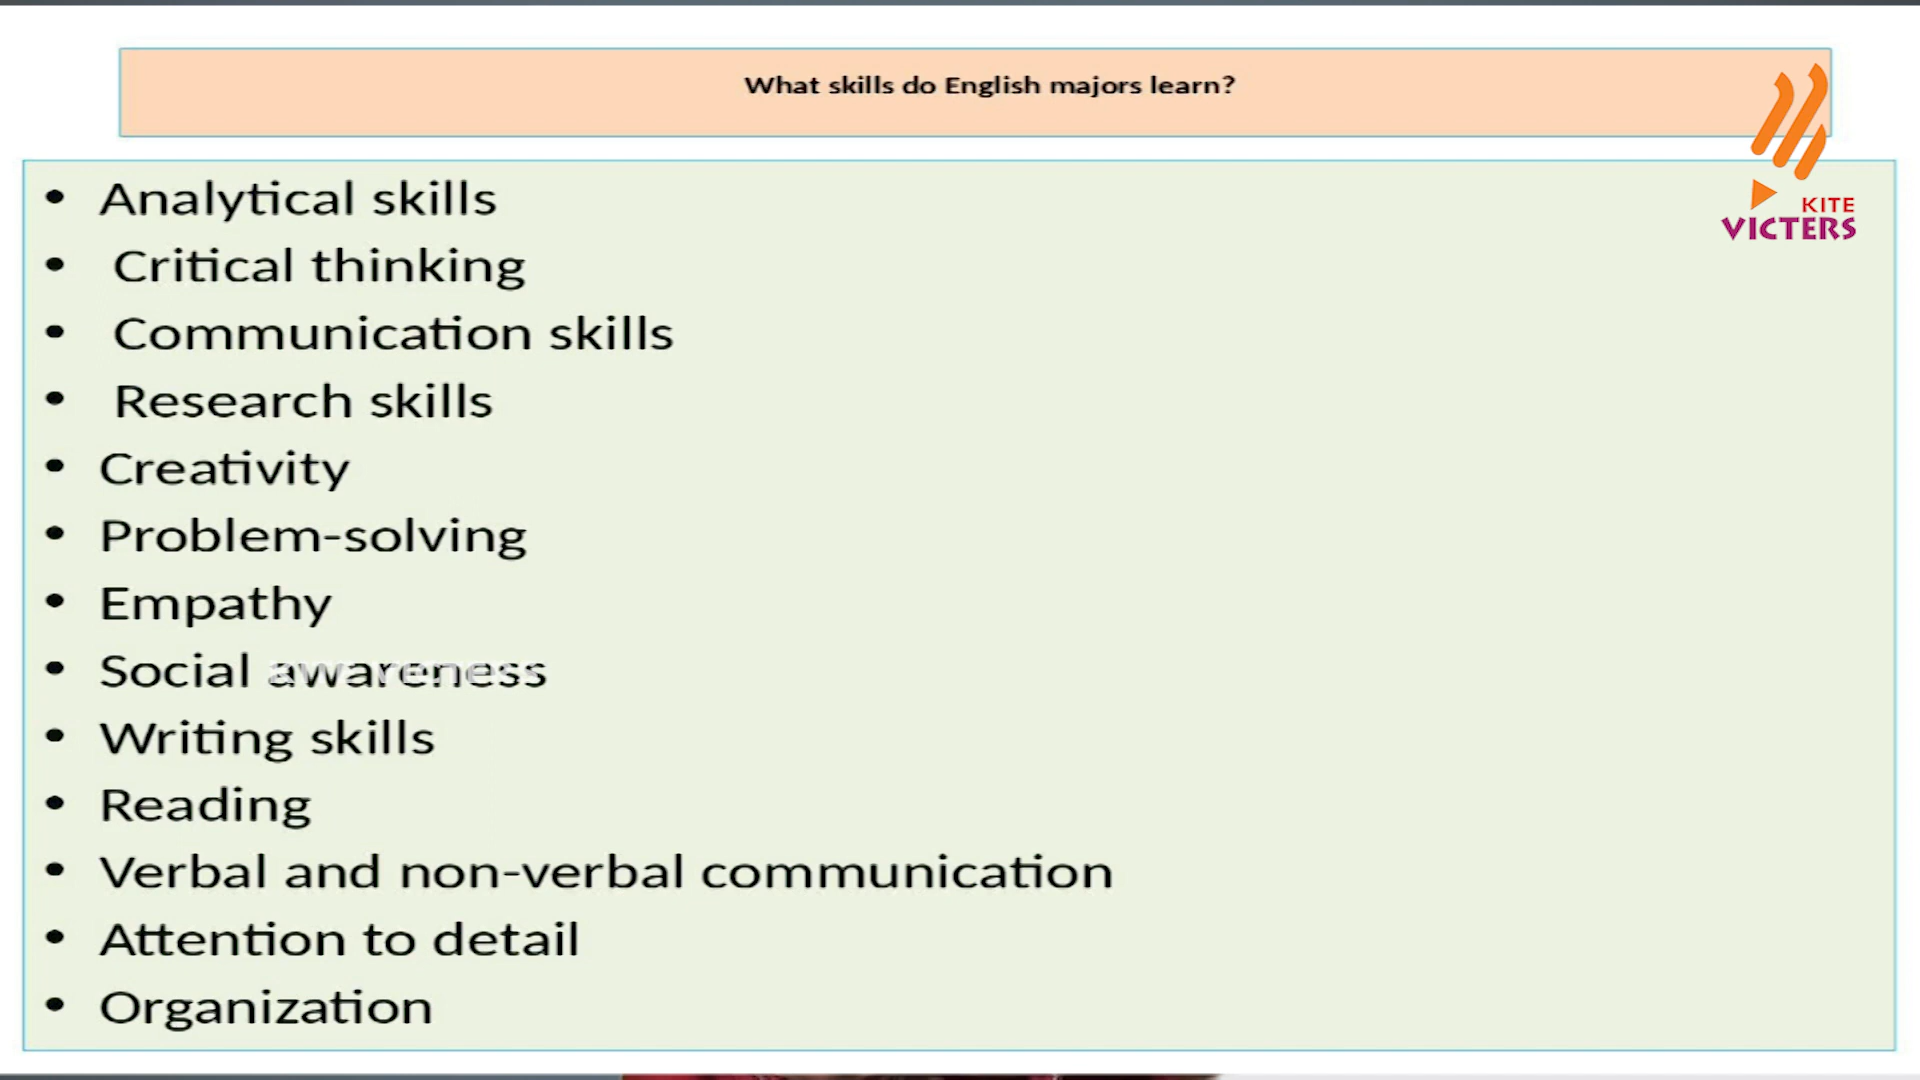 What skills do English majors learn?
KITE
VICTERS
• Analytical skills
• Critical thinking
• Communication skills
• Research skills
• Creativity
• Problem-solving
• Empathy
• Social awareness
• Writing skills
• Reading
• Verbal and non-verbal communication
• Attention to detail
• Organization